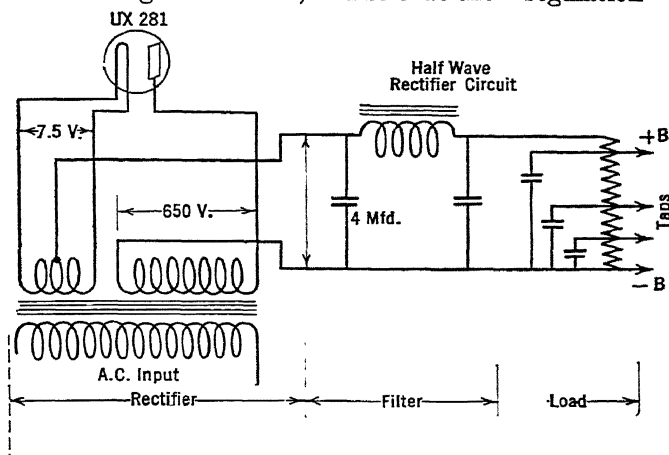 UX 281
Half Wave
Rectifier Circuit
7.5 V.
650 V.
4 Mfd.
+B
Taps
-B
A.C. Input
Rectifier
Filter
Load